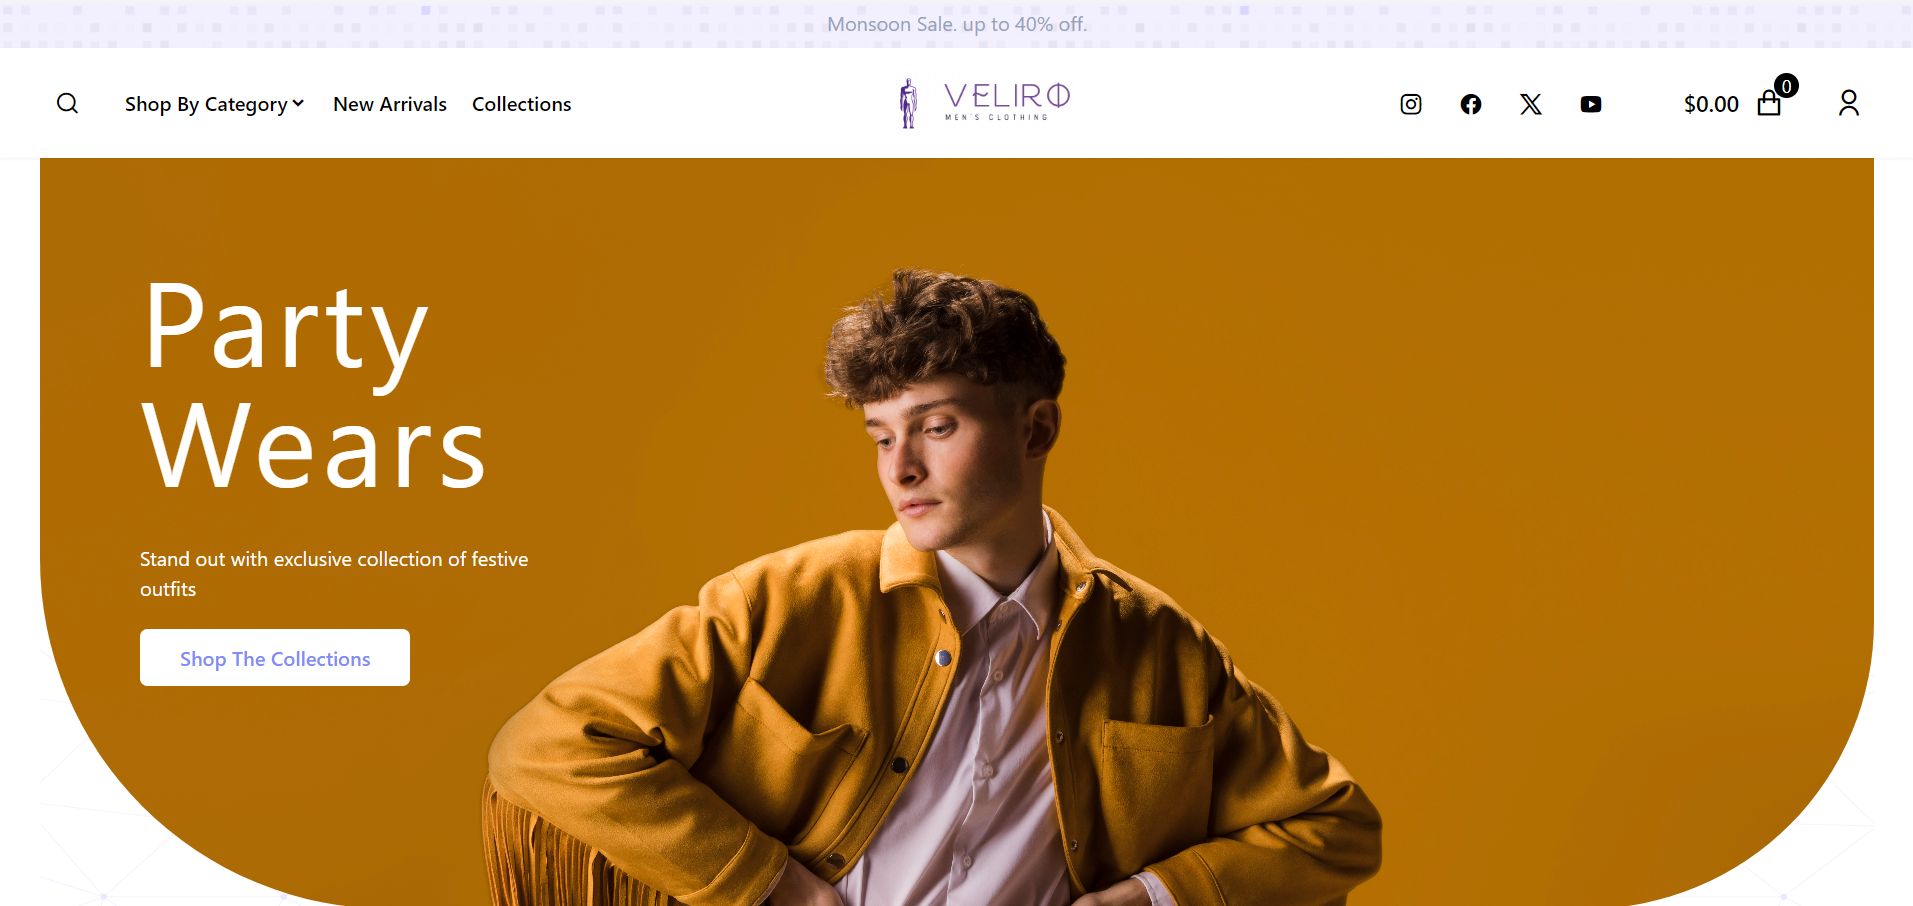 Monsoon Sale. up to 40% off.
Shop By Category
New Arrivals
Collections
VELIRO
MEN'S CLOTHING
$0.00
0
Party
Wears
Stand out with exclusive collection of festive
outfits
Shop The Collections